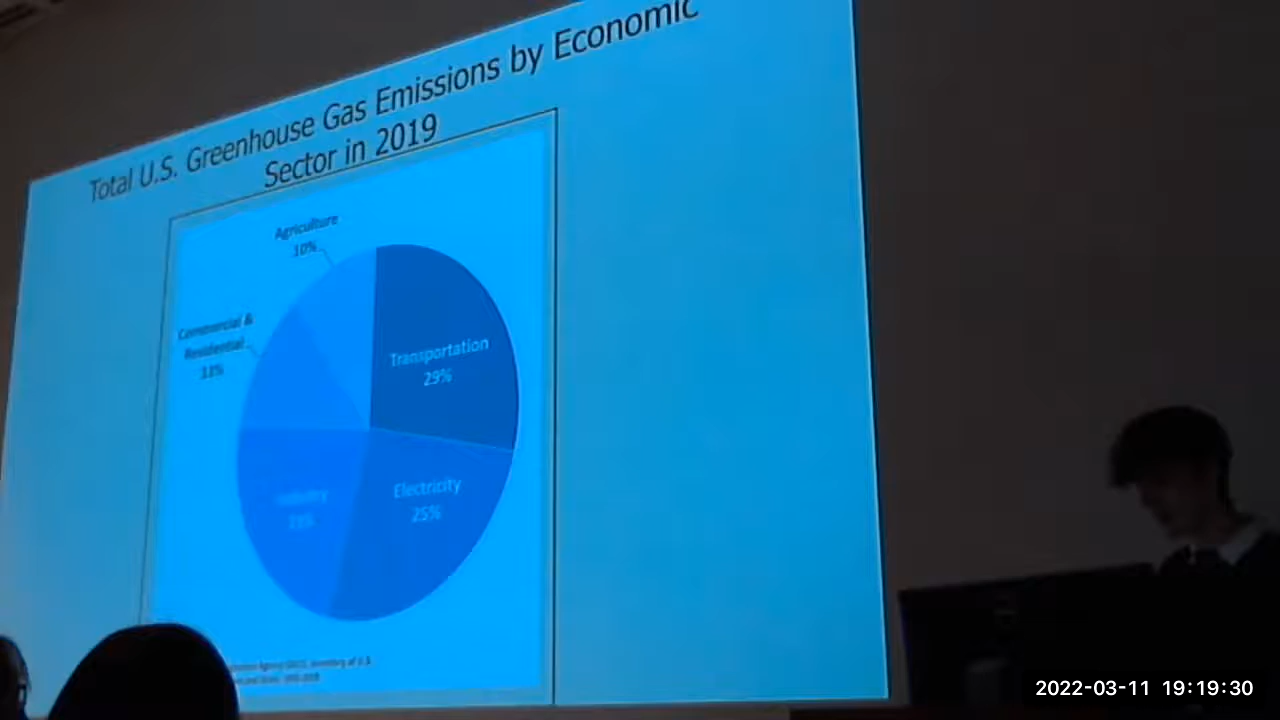 Total U.S. Greenhouse Gas Emissions by Economic
Sector in 2019
Agriculture
10%
Commercial &
Residential
Transportation
29%
Electricity
25%
Industry
2022-03-11 19:19:30